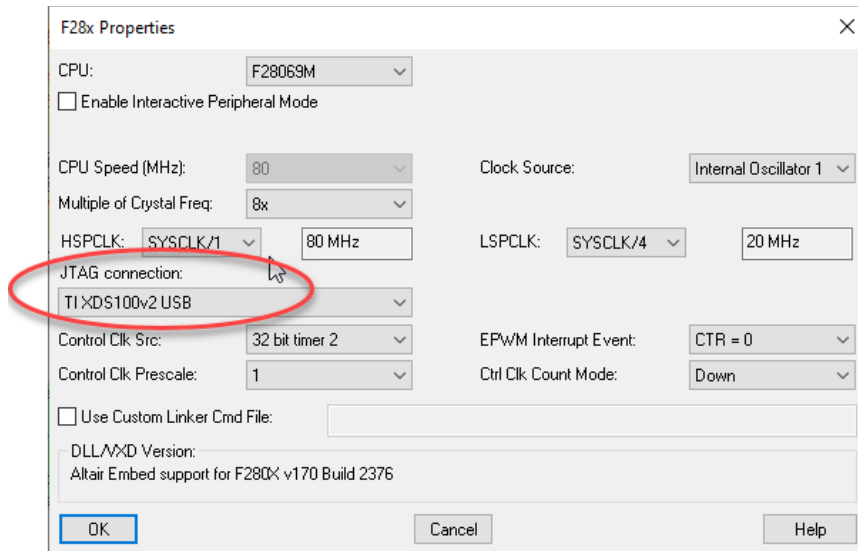 F28x Properties
CPU: F28069M
Enable Interactive Peripheral Mode
CPU Speed (MHz): 80 Clock Source: Internal Oscillator 1
Multiple of Crystal Freq: 8x
HSPCLK: SYSCLK/1 80 MHz LSPCLK: SYSCLK/4 20 MHz
JTAG connection:
TI XDS100v2 USB
Control Clk Src: 32 bit timer 2 EPWM Interrupt Event: CTR = 0
Control Clk Prescale: 1 Ctrl Clk Count Mode: Down
Use Custom Linker Cmd File:
DLL/VXD Version:
Altair Embed support for F280X v170 Build 2376
OK Cancel Help